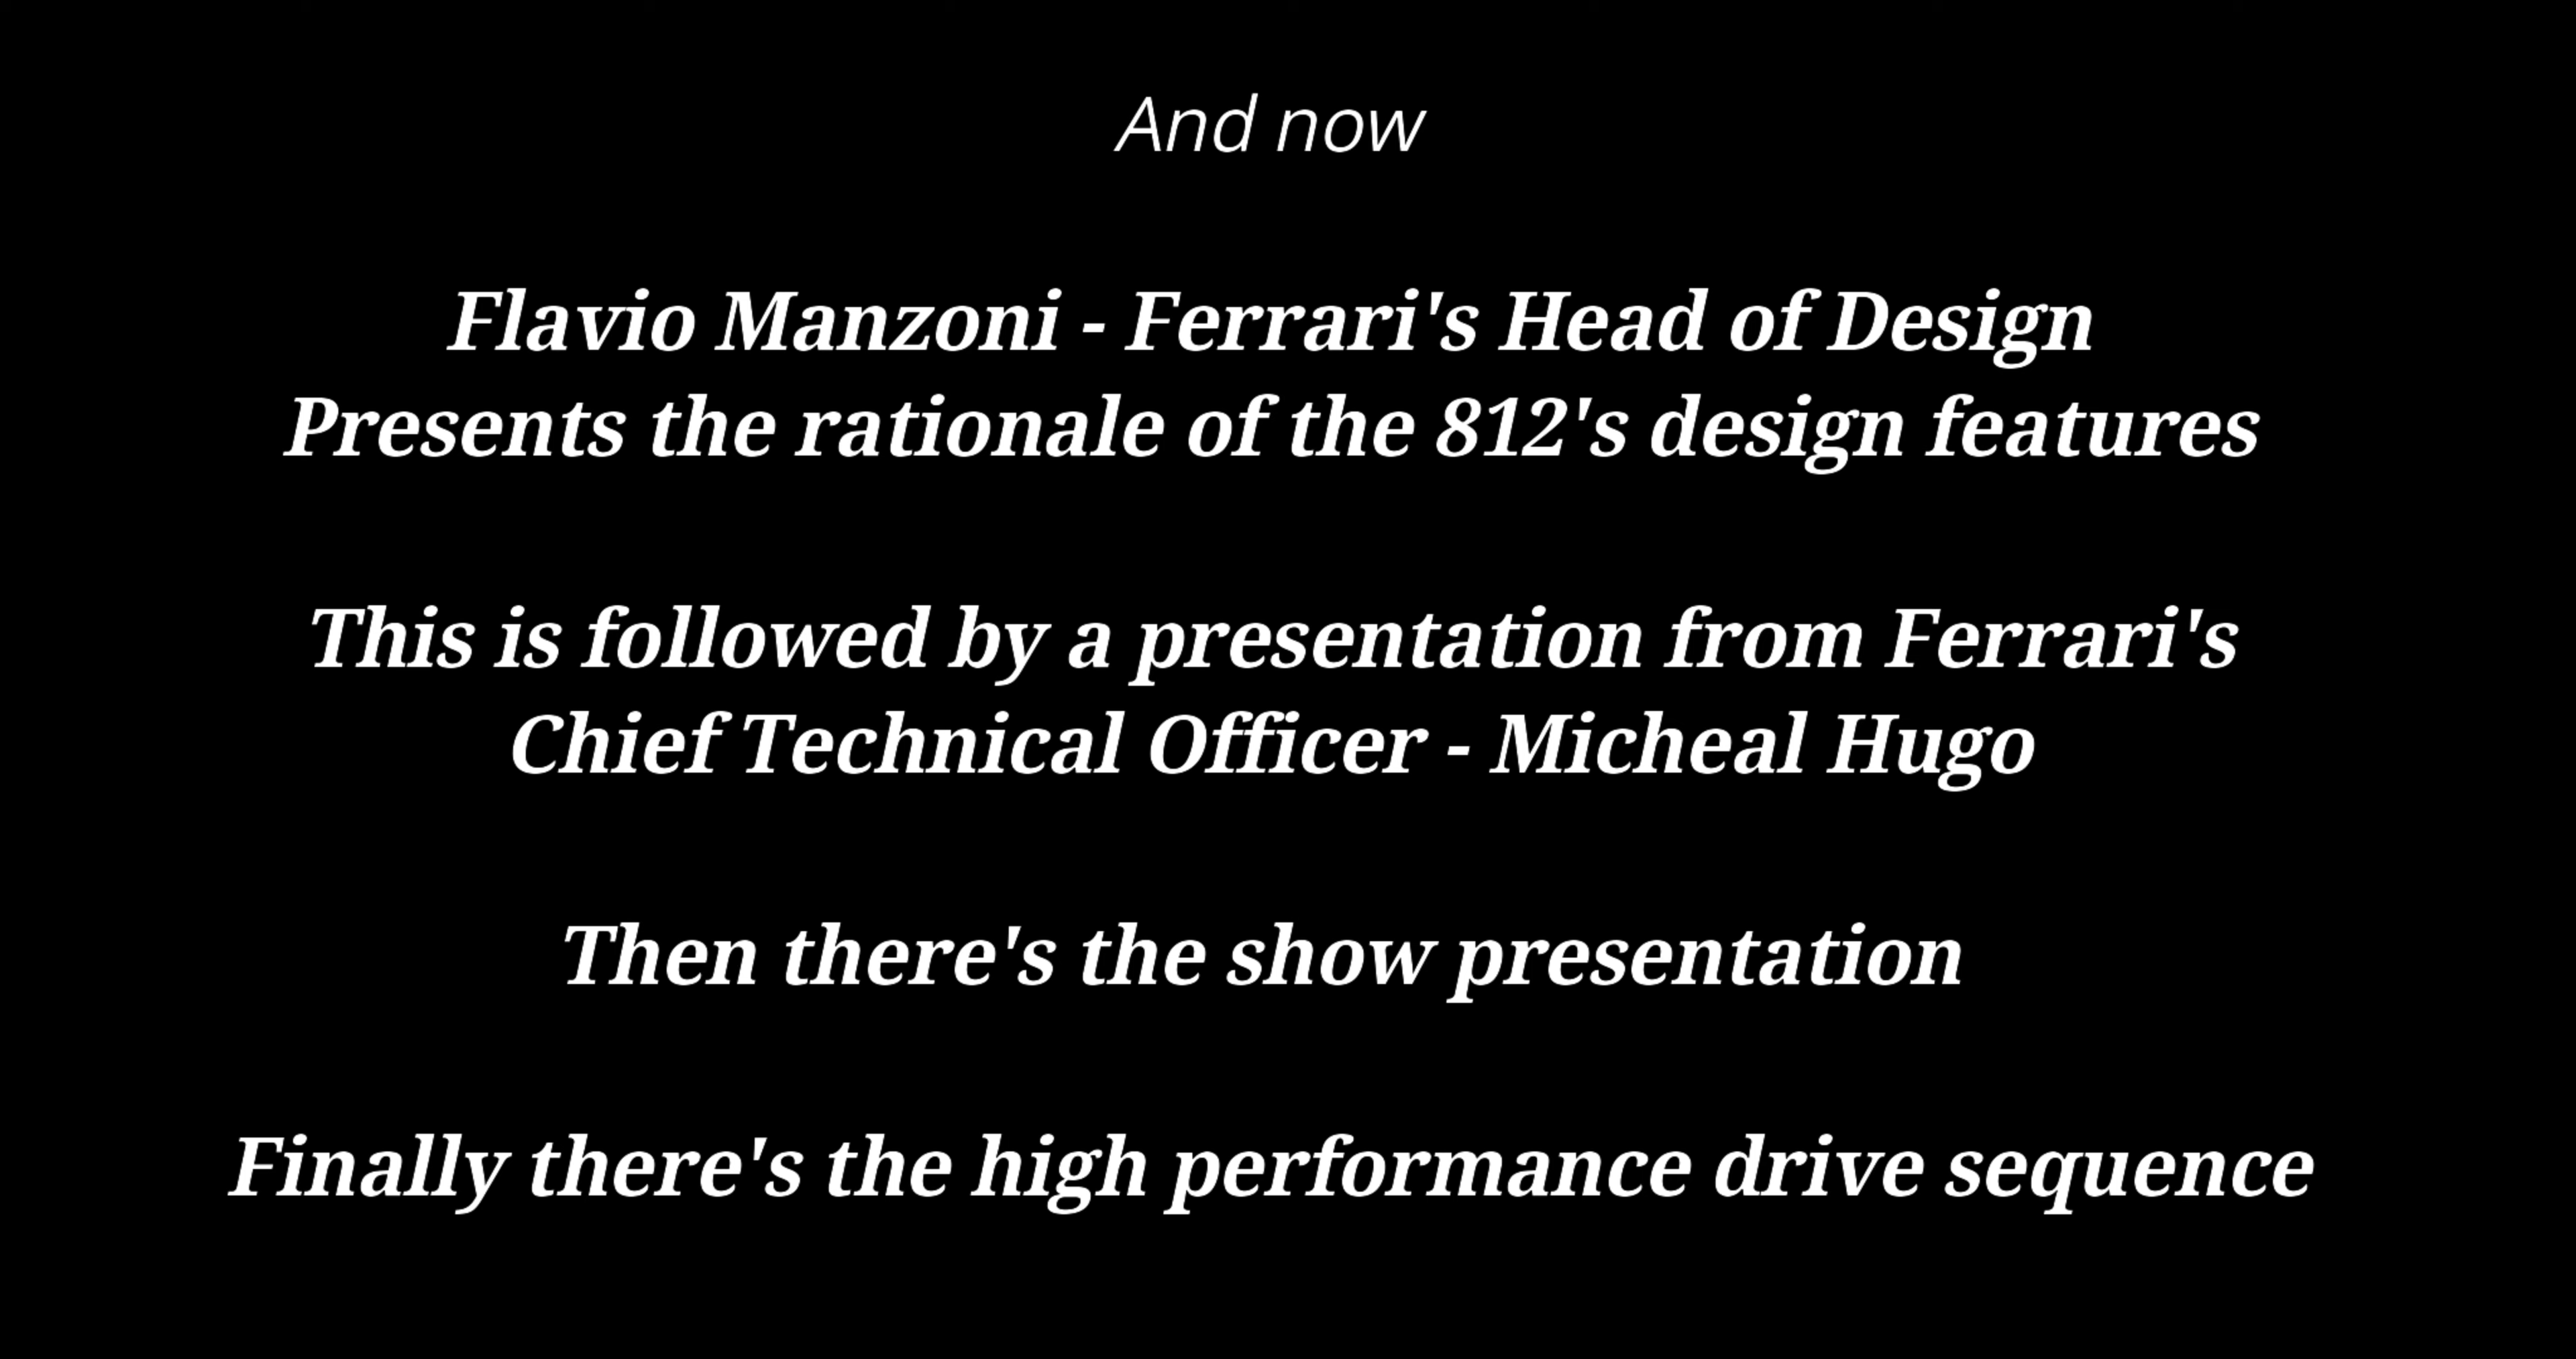 And now
Flavio Manzoni - Ferrari's Head of Design
Presents the rationale of the 812's design features
This is followed by a presentation from Ferrari's
Chief Technical Officer - Micheal Hugo
Then there's the show presentation
Finally there's the high performance drive sequence